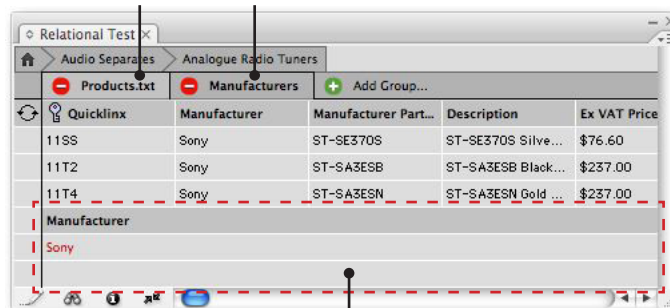 Relational Test
Audio Separates Analogue Radio Tuners
Products.txt Manufacturers Add Group...
Quicklinx Manufacturer Manufacturer Part... Description Ex VAT Price
11SS Sony ST-SE370S ST-SE370S Silve... $76.60
11T2 Sony ST-SA3ESB ST-SA3ESB Black... $237.00
11T4 Sony ST-SA3ESN ST-SA3ESN Gold ... $237.00
Manufacturer
Sony